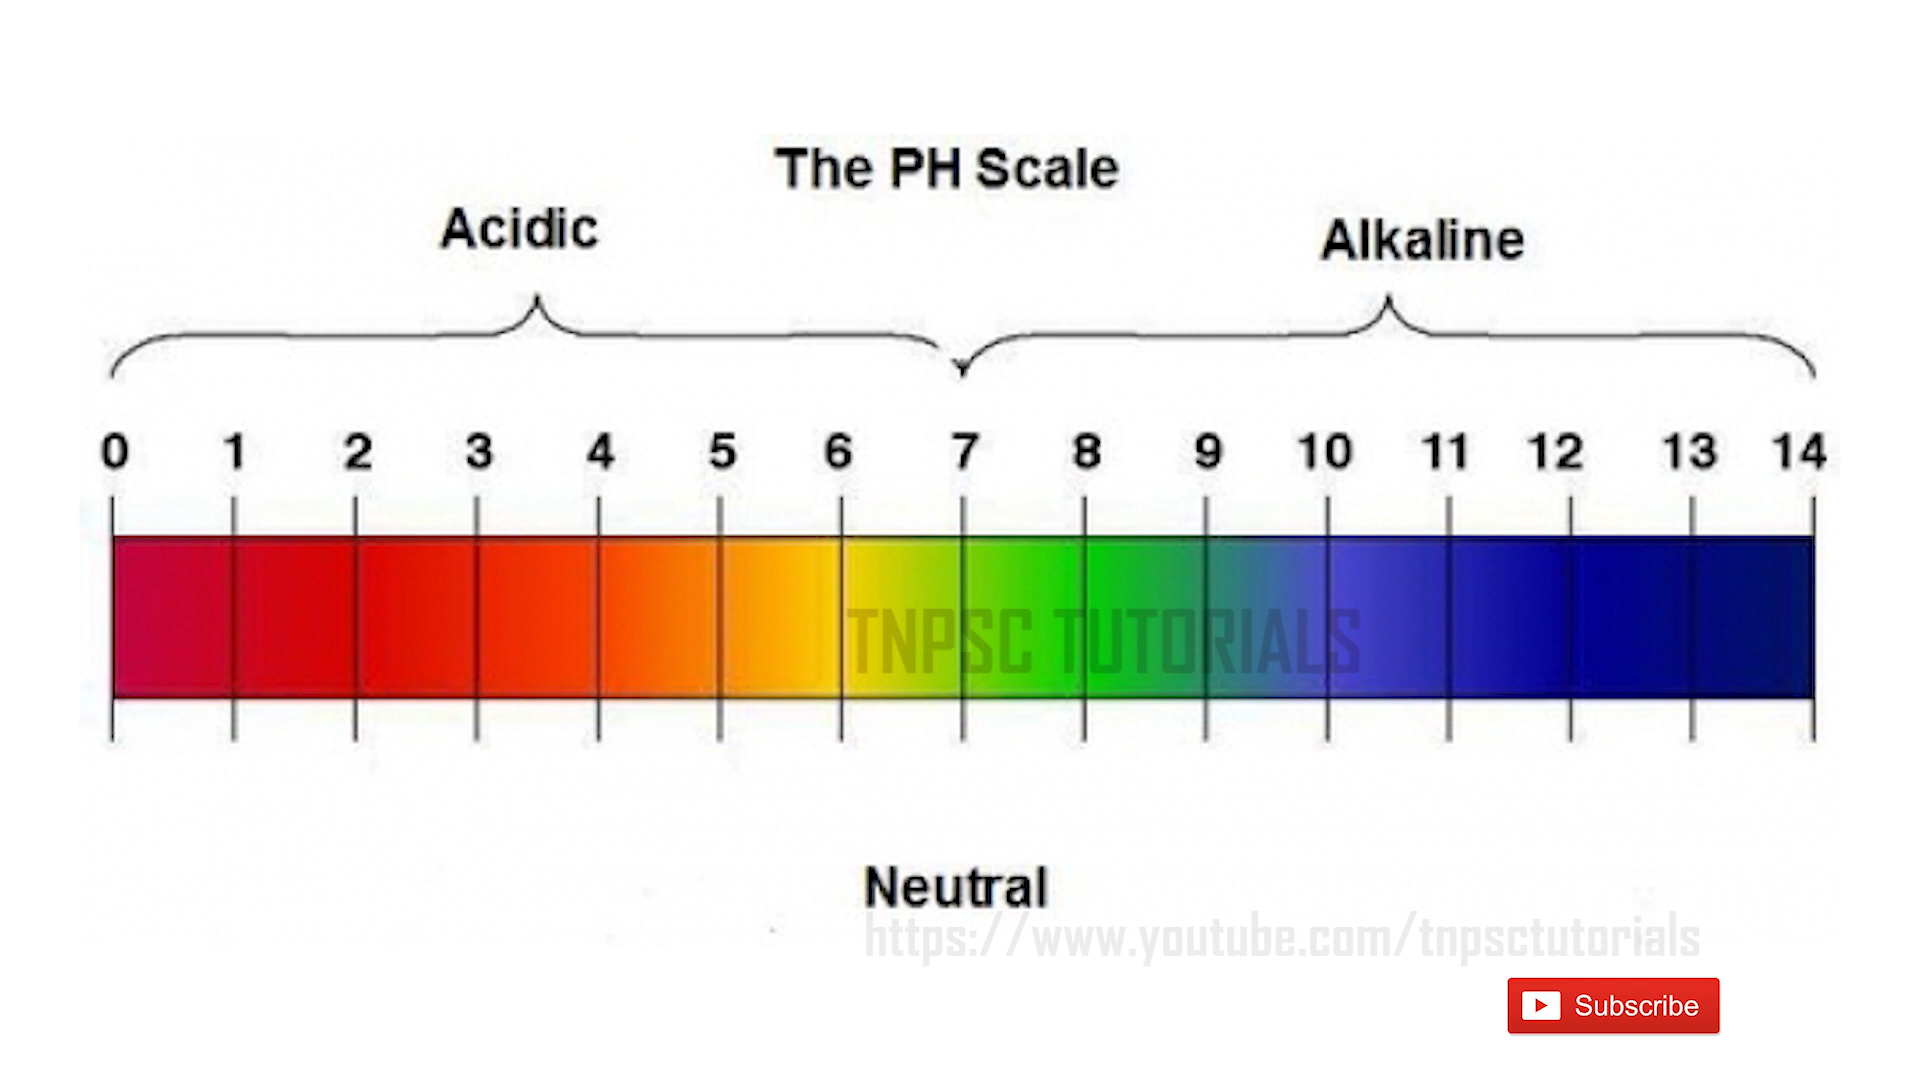 The PH Scale
Acidic
Alkaline
0 1 2 3 4 5 6 7 8 9 10 11 12 13 14
TNPSC TUTORIALS
Neutral
https://www.youtube.com/tnpsctutorials
Subscribe